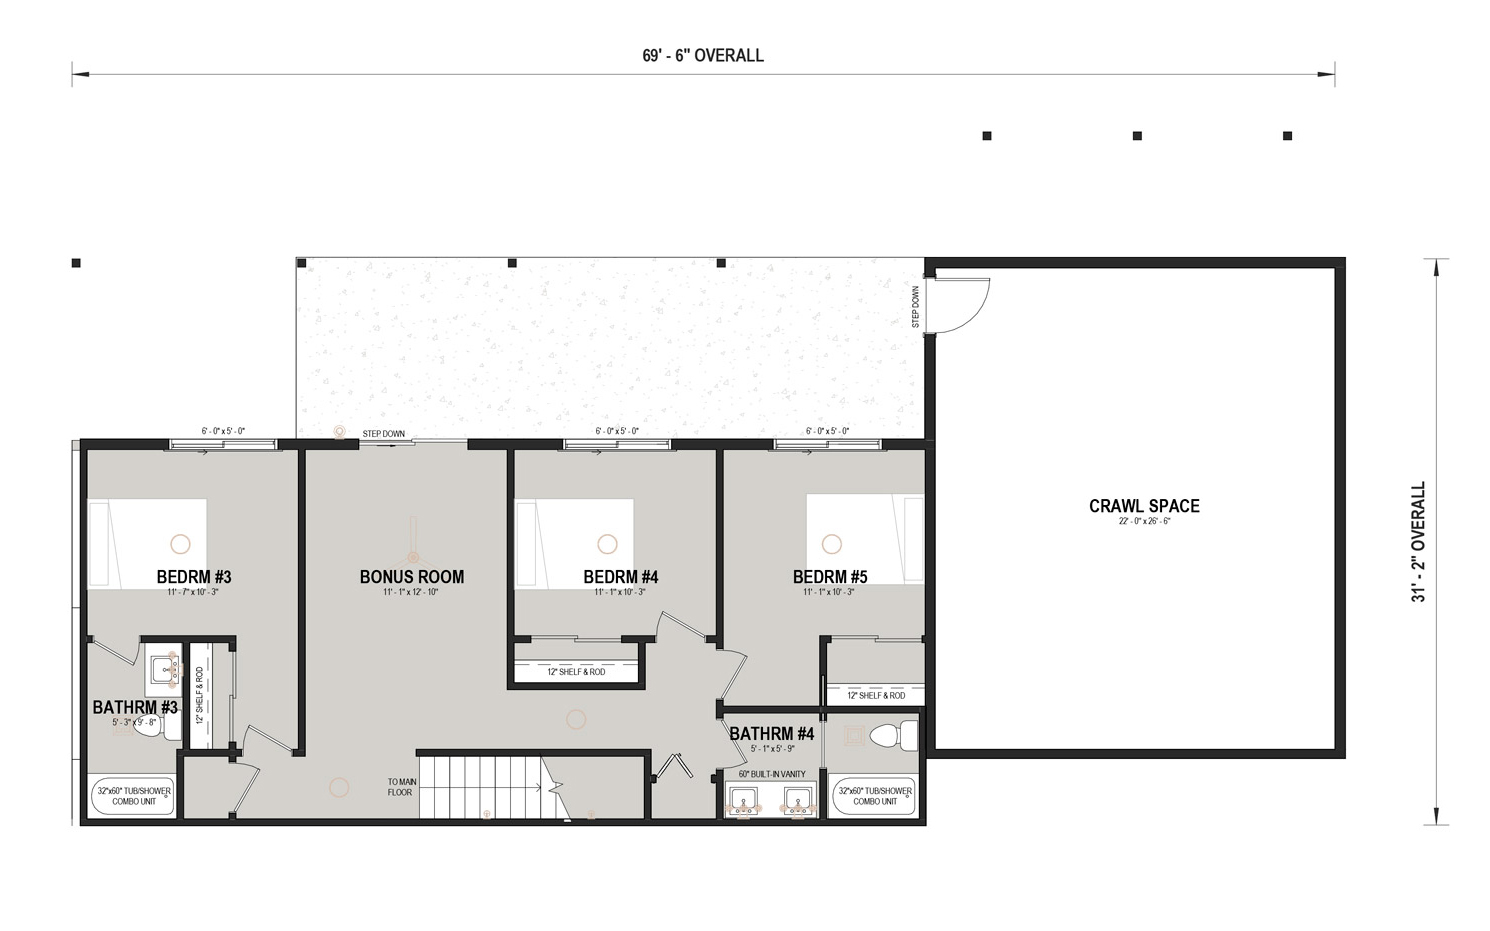 69' - 6" OVERALL
STEP DOWN
6' - 0" x 5' - 0"
STEP DOWN
6' - 0" x 5' - 0"
6' - 0" x 5' - 0"
31' - 2" OVERALL
CRAWL SPACE
22' - 0" x 26' - 6"
BEDRM #3
11' - 7" x 10' - 3"
BONUS ROOM
11' - 1" x 12' - 10"
BEDRM #4
11' - 1" x 10' - 3"
BEDRM #5
11' - 1" x 10' - 3"
12" SHELF & ROD
12" SHELF & ROD
12" SHELF & ROD
BATHRM #3
5' - 3" x 9' - 8"
BATHRM #4
5' - 1" x 5' - 9"
60" BUILT-IN VANITY
TO MAIN
FLOOR
32"x60" TUB/SHOWER
COMBO UNIT
32"x60" TUB/SHOWER
COMBO UNIT